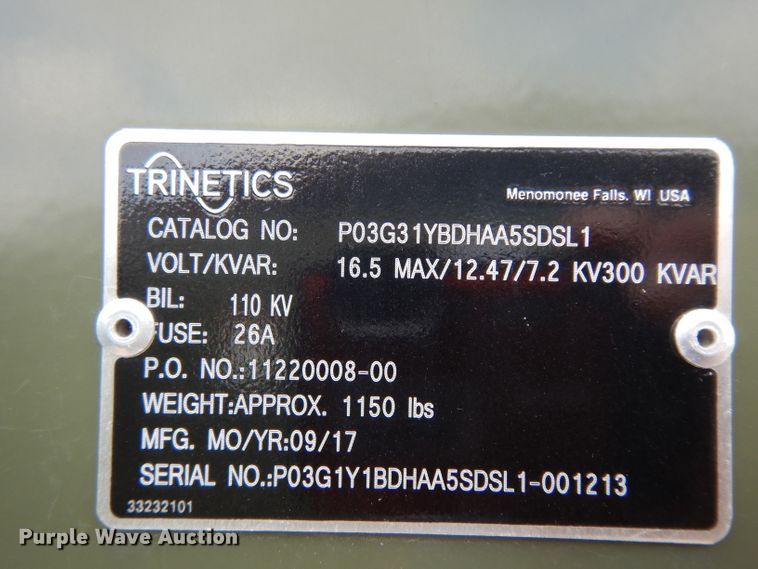 TRINETICS
Menomonee Falls, WI USA
CATALOG NO: P03G31YBDHAA5SDSL1
VOLT/KVAR: 16.5 MAX/12.47/7.2 KV300 KVAR
BIL: 110 KV
FUSE: 26A
P.O. NO.:11220008-00
WEIGHT:APPROX. 1150 lbs
MFG. MO/YR:09/17
SERIAL NO.:P03G1Y1BDHAA5SDSL1-001213
33232101
Purple Wave Auction